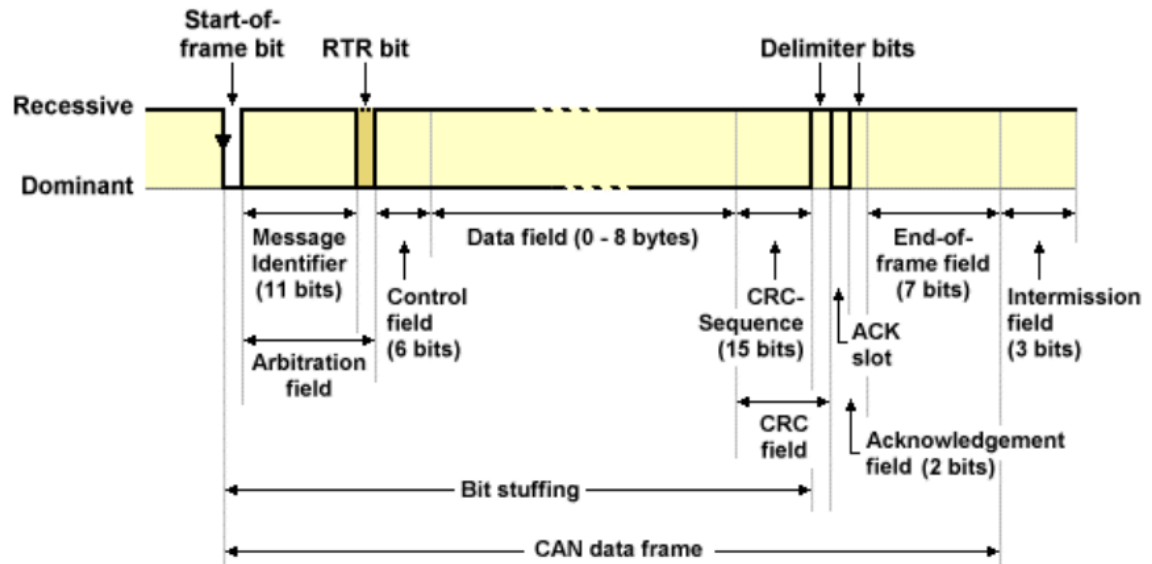 Start-of-
frame bit
RTR bit
Delimiter bits
Recessive
Dominant
Message
Identifier
(11 bits)
Data field (0 - 8 bytes)
End-of-
frame field
(7 bits)
Control
field
(6 bits)
CRC-
Sequence
(15 bits)
ACK
slot
Intermission
field
(3 bits)
Arbitration
field
CRC
field
Acknowledgement
field (2 bits)
Bit stuffing
CAN data frame